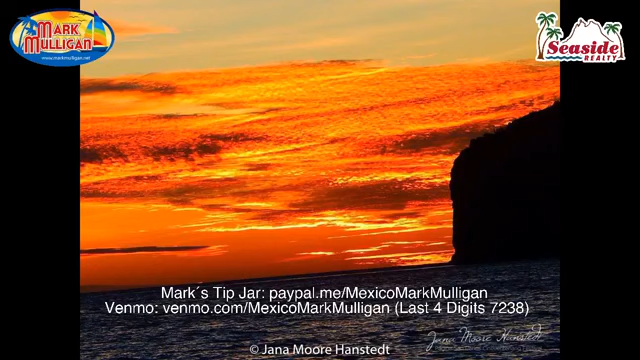 MARK MULLIGAN
www.markmulligan.net
Seaside
REALTY
Mark´s Tip Jar: paypal.me/MexicoMarkMulligan
Venmo: venmo.com/MexicoMarkMulligan (Last 4 Digits 7238)
Jana Moore Hanstedt
© Jana Moore Hanstedt